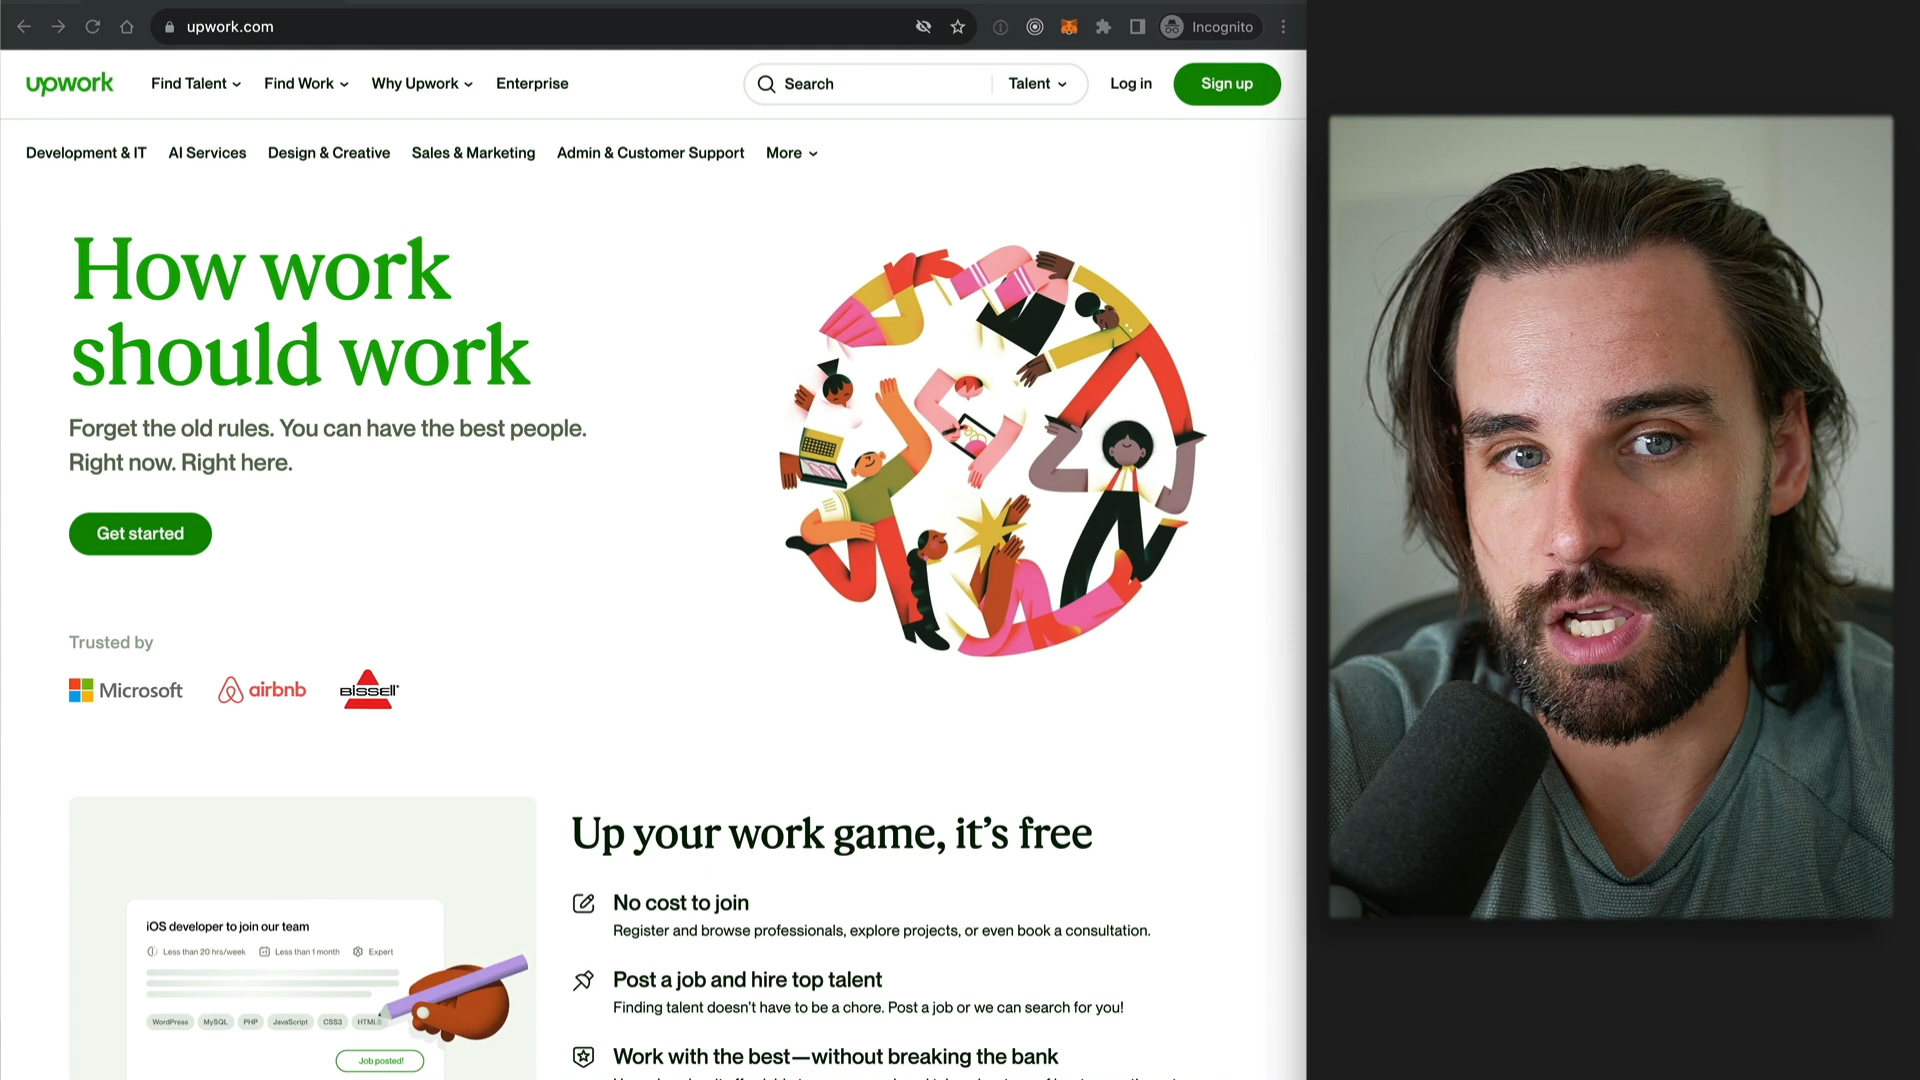 upwork.com
Incognito
upwork
Find Talent
Find Work
Why Upwork
Enterprise
Search
Talent
Log in
Sign up
Development & IT
AI Services
Design & Creative
Sales & Marketing
Admin & Customer Support
More
How work
should work
Forget the old rules. You can have the best people.
Right now. Right here.
Get started
Trusted by
Microsoft
airbnb
BISSELL
Up your work game, it's free
No cost to join
Register and browse professionals, explore projects, or even book a consultation.
Post a job and hire top talent
Finding talent doesn't have to be a chore. Post a job or we can search for you!
Work with the best—without breaking the bank
iOS developer to join our team
Less than 20 hrs/week
Less than 1 month
Expert
WordPress
MySQL
PHP
JavaScript
CSS3
HTML5
Job posted!